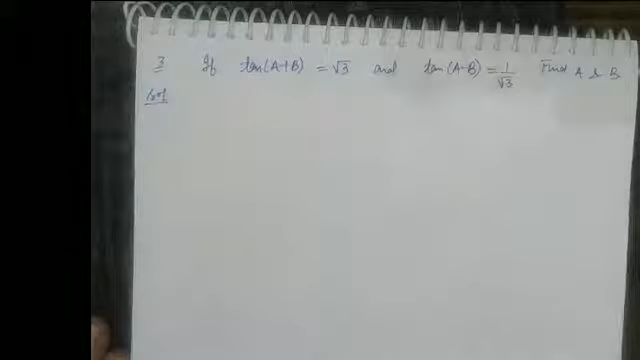 3 If tan(A+B) = √3 and tan(A-B) = 1/√3 Find A & B
Sol